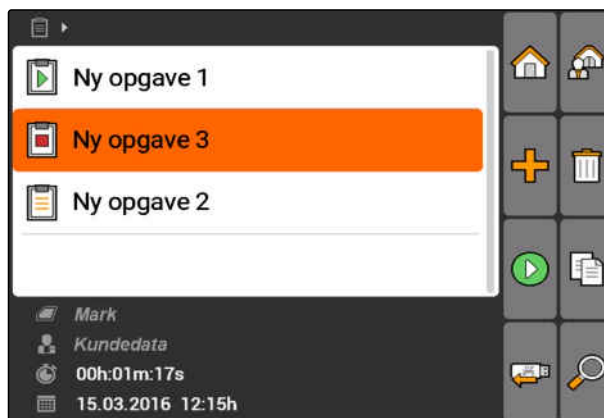 Ny opgave 1
Ny opgave 3
Ny opgave 2
Mark
Kundedata
00h:01m:17s
15.03.2016 12:15h